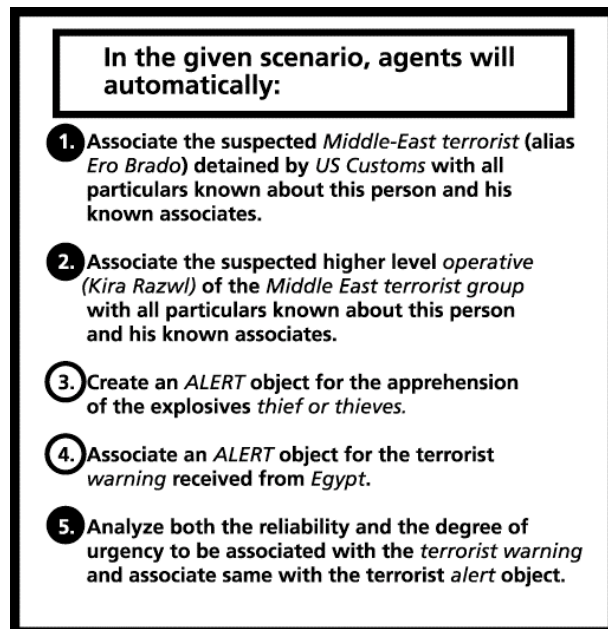 In the given scenario, agents will
automatically:
1. Associate the suspected Middle-East terrorist (alias
Ero Brado) detained by US Customs with all
particulars known about this person and his
known associates.
2. Associate the suspected higher level operative
(Kira Razwl) of the Middle East terrorist group
with all particulars known about this person
and his known associates.
3. Create an ALERT object for the apprehension
of the explosives thief or thieves.
4. Associate an ALERT object for the terrorist
warning received from Egypt.
5. Analyze both the reliability and the degree of
urgency to be associated with the terrorist warning
and associate same with the terrorist alert object.